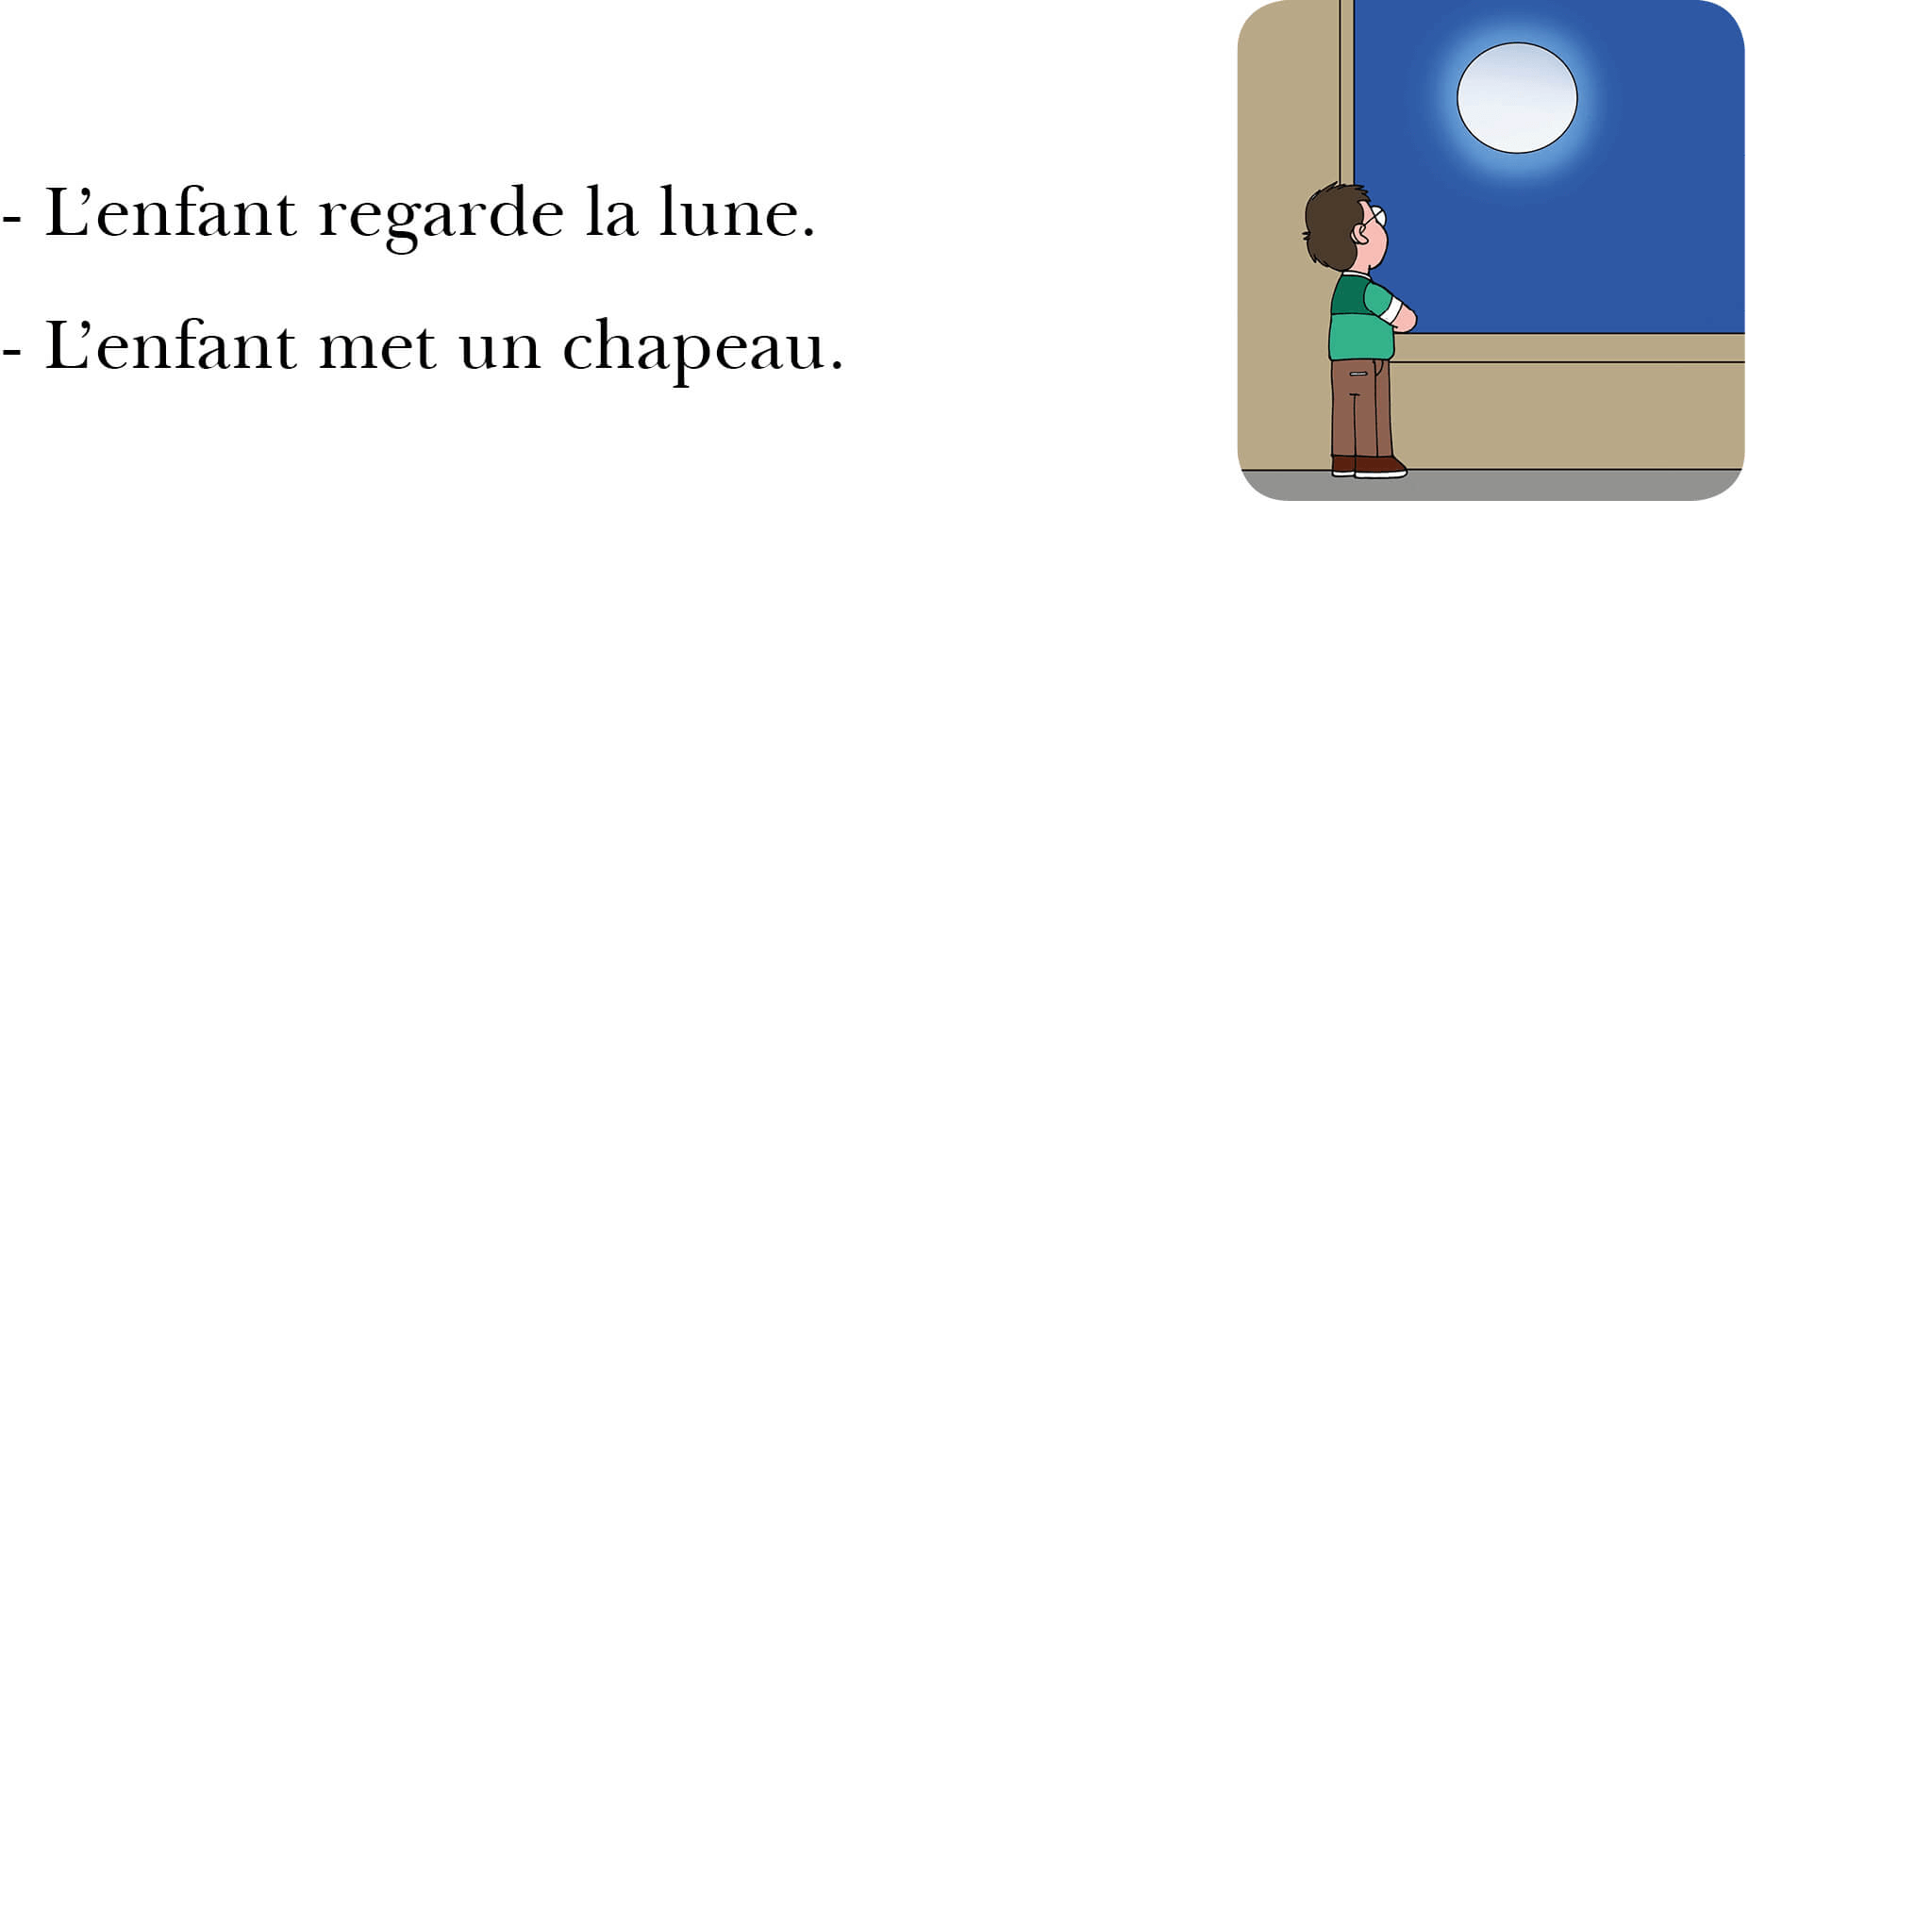 - L’enfant regarde la lune.
- L’enfant met un chapeau.